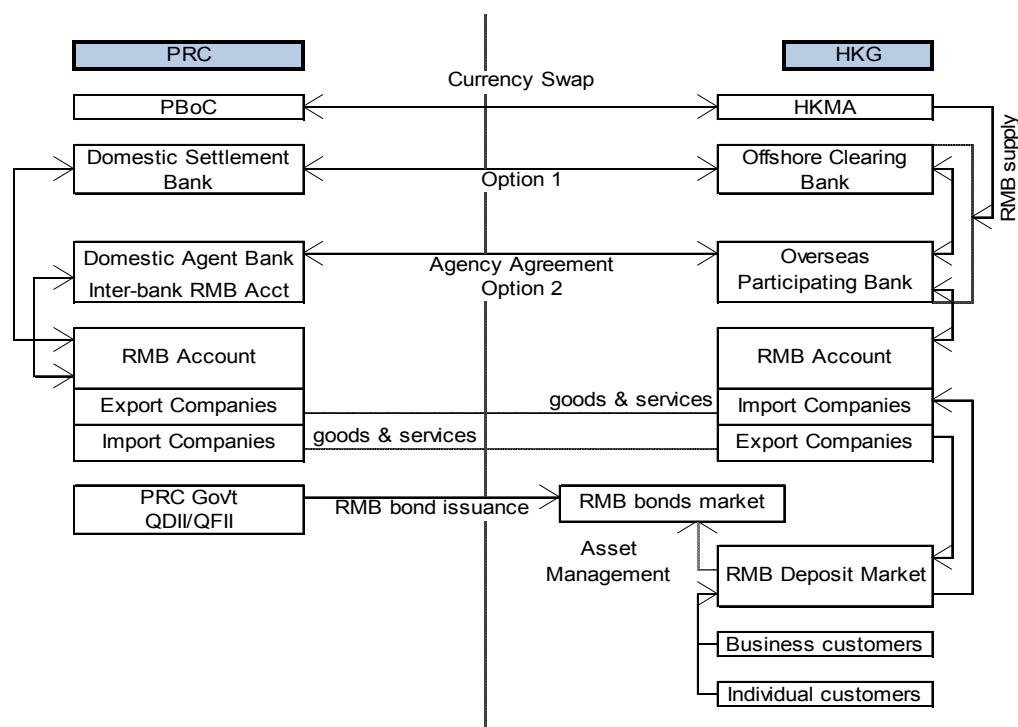 PRC
HKG
Currency Swap
PBoC
HKMA
RMB supply
Domestic Settlement
Bank
Offshore Clearing
Bank
Option 1
Domestic Agent Bank
Inter-bank RMB Acct
Agency Agreement
Option 2
Overseas
Participating Bank
RMB Account
RMB Account
Export Companies
goods & services
Import Companies
Import Companies
goods & services
Export Companies
PRC Gov't
QDII/QFII
RMB bond issuance
RMB bonds market
Asset
Management
RMB Deposit Market
Business customers
Individual customers